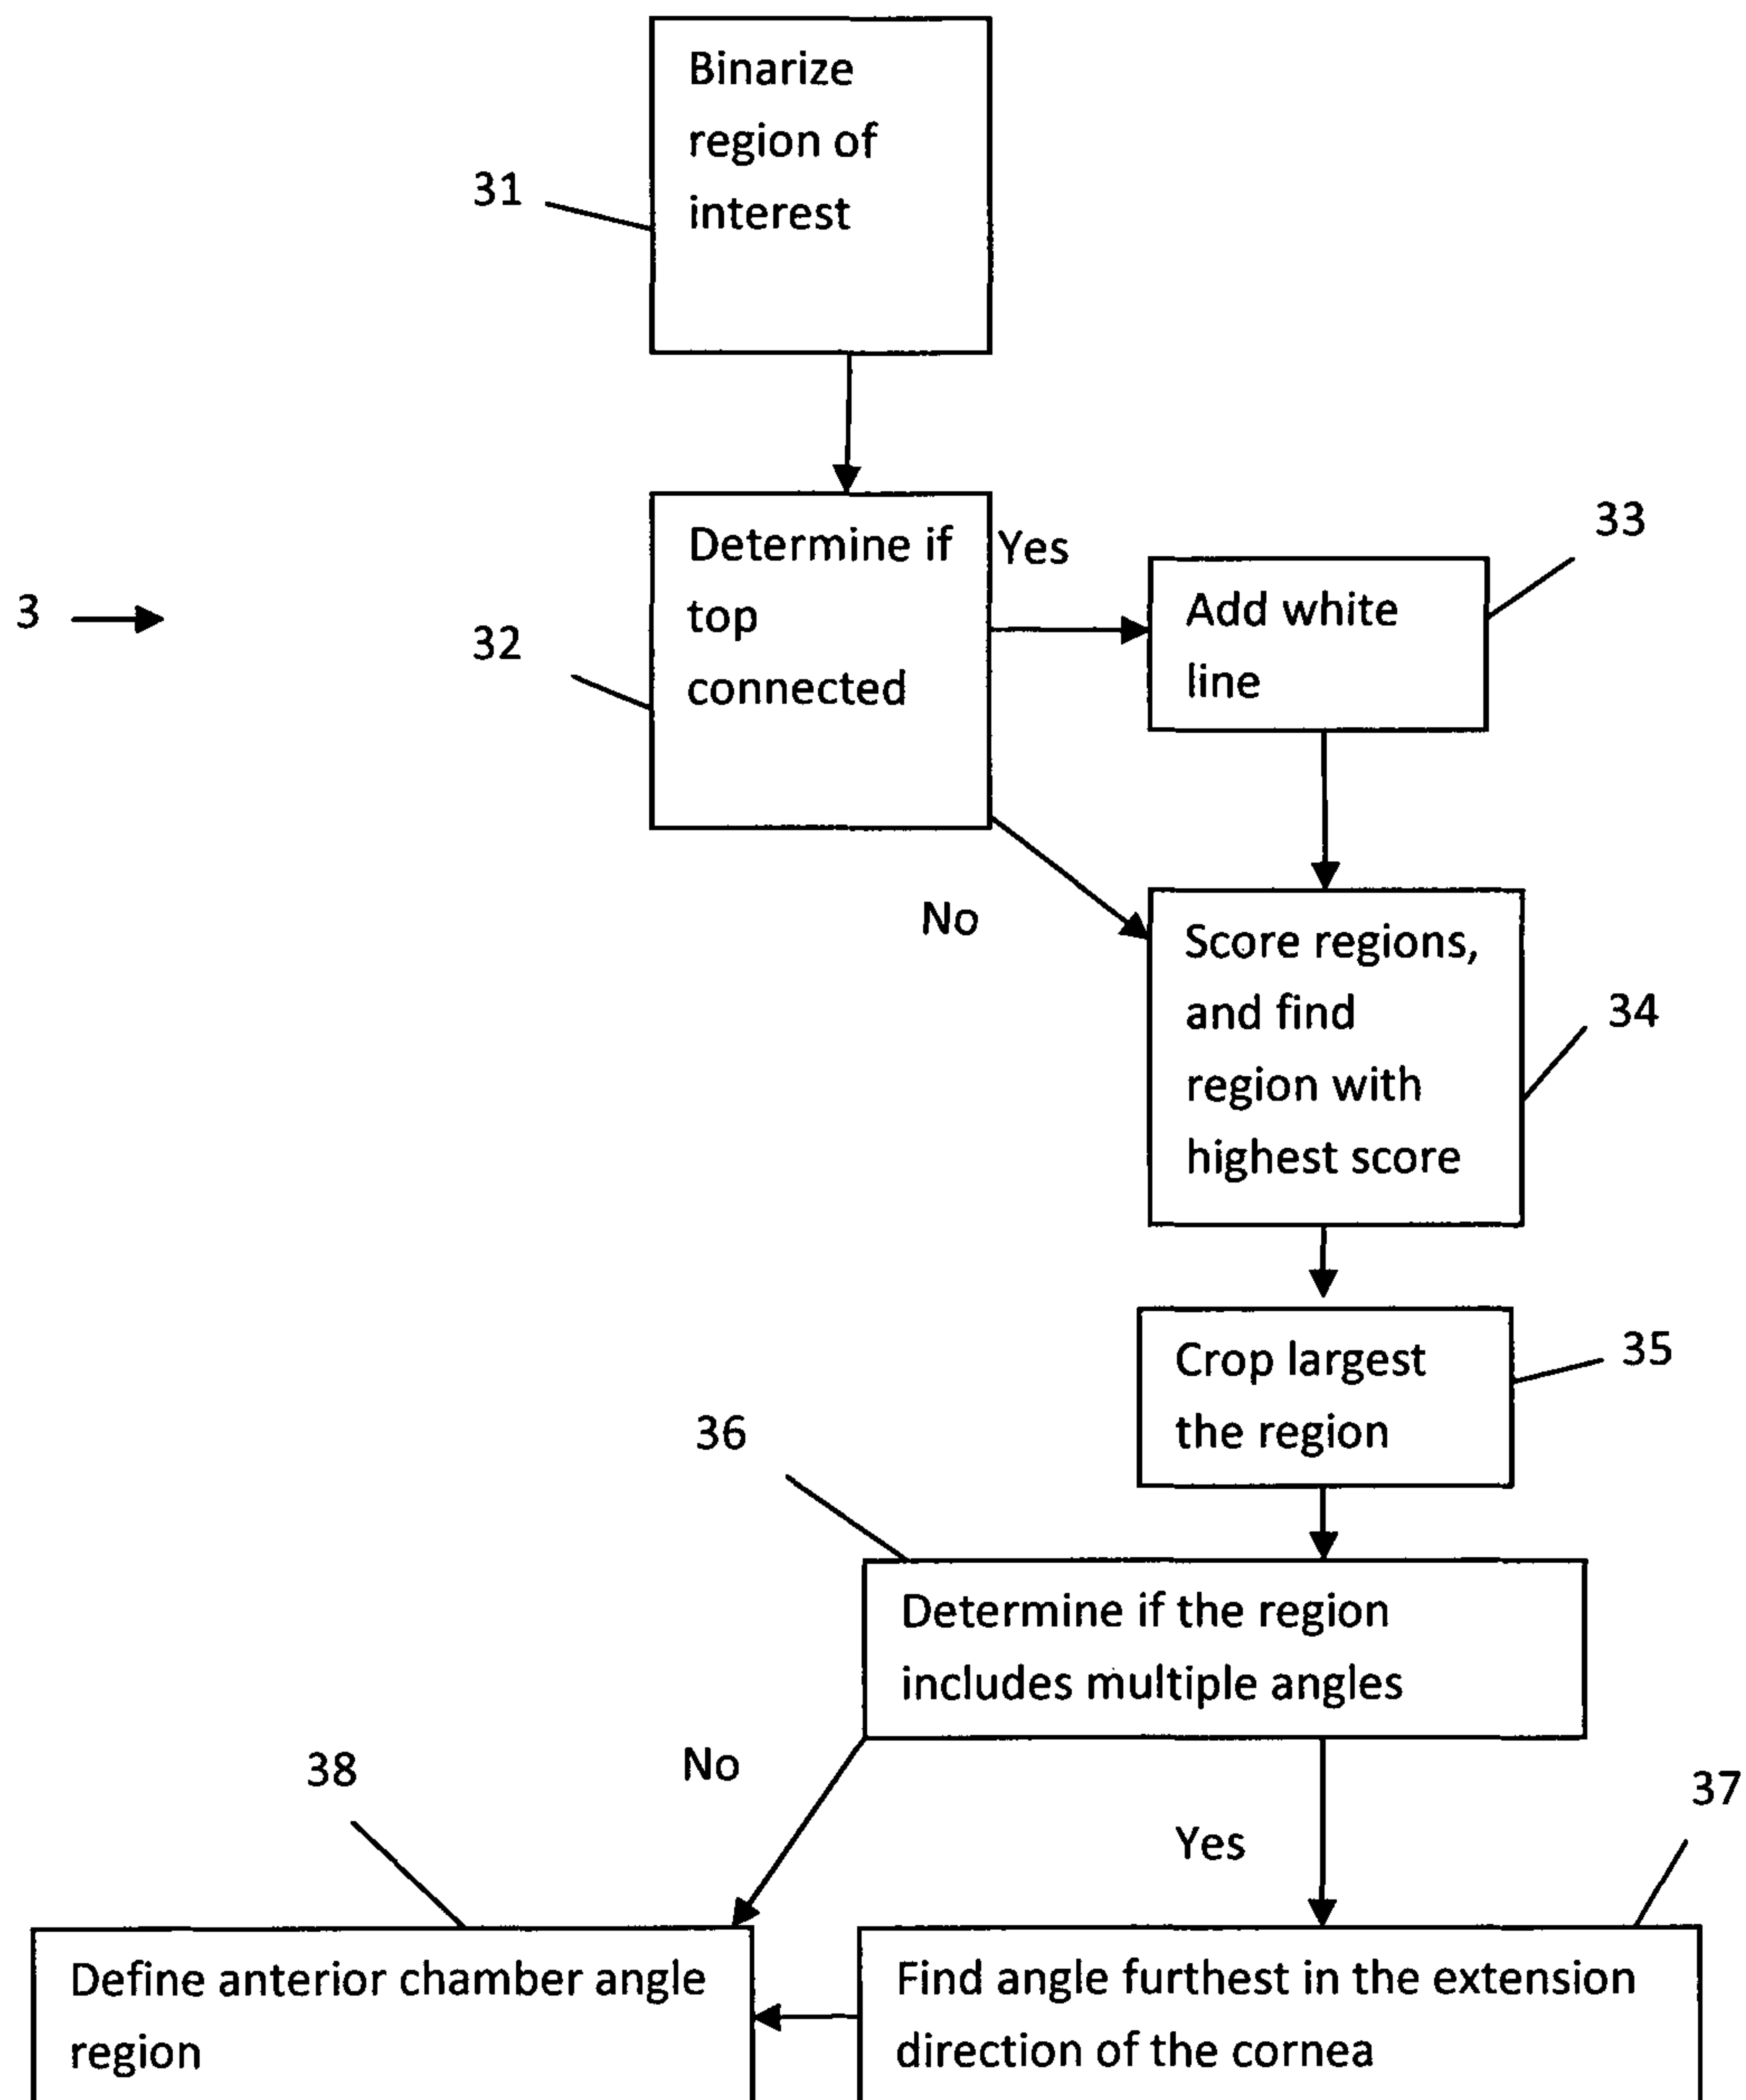 Binarize
region of
interest
31
Determine if
top
connected
Yes
33
Add white
line
3
32
No
Score regions,
and find
region with
highest score
34
Crop largest
the region
35
36
Determine if the region
includes multiple angles
No
38
Yes
37
Define anterior chamber angle
region
Find angle furthest in the extension
direction of the cornea